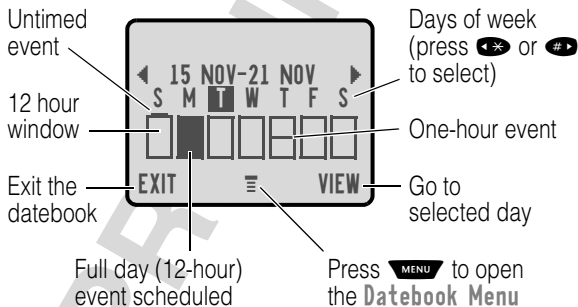 Untimed
event
Days of week
(press * or #
to select)
15 NOV-21 NOV
S M T W T F S
12 hour
window
One-hour event
Exit the
datebook
EXIT
VIEW
Go to
selected day
Full day (12-hour)
event scheduled
Press MENU to open
the Datebook Menu